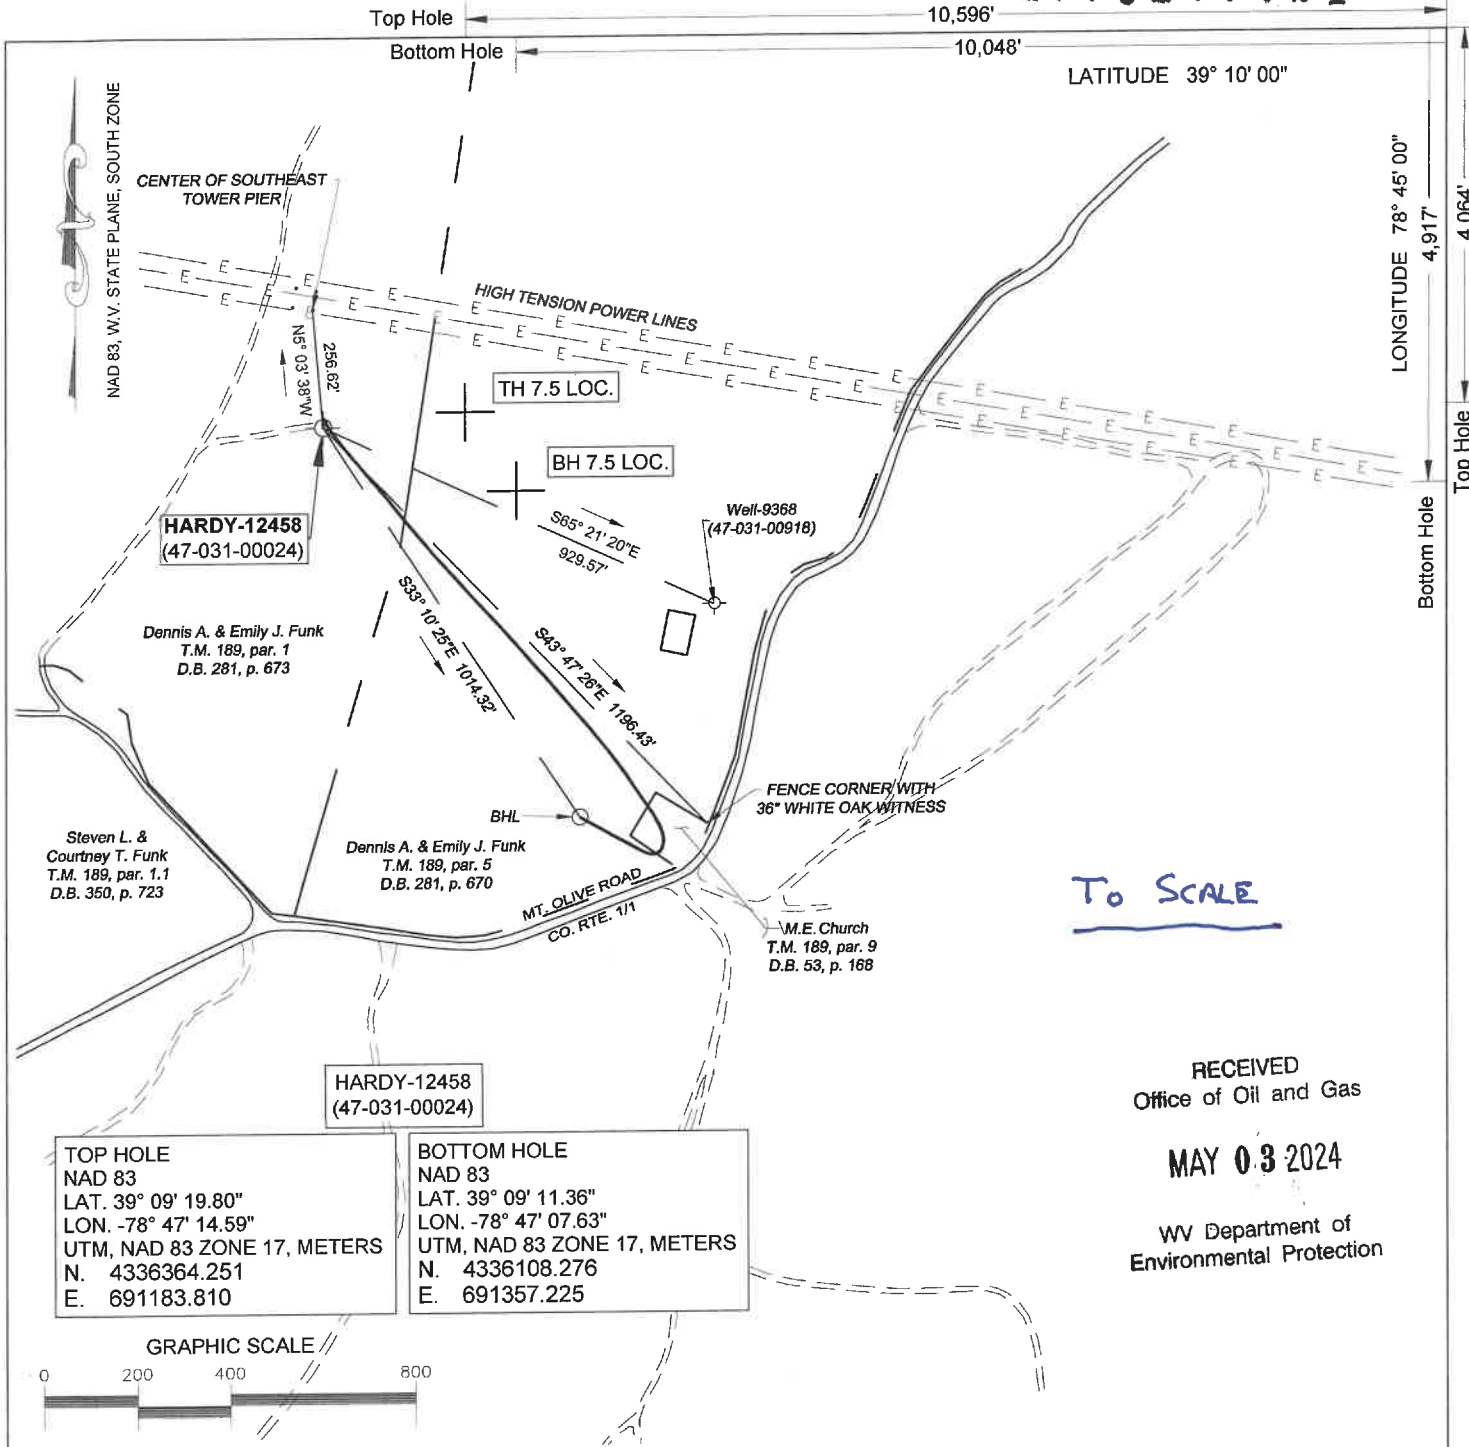 Top Hole
10,596'
Bottom Hole
10,048'
LATITUDE 39° 10' 00"
NAD 83, W.V. STATE PLANE, SOUTH ZONE
CENTER OF SOUTHEAST
TOWER PIER
LONGITUDE 78° 45' 00"
4,917'
Bottom Hole
4,064'
Top Hole
HIGH TENSION POWER LINES
E E E E E E E E E E E E E E
E E E E E E E E E E E E E E
E E E E E E E E E E E
N5° 03' 38"W
256.62'
TH 7.5 LOC.
BH 7.5 LOC.
HARDY-12458
(47-031-00024)
Well-9368
(47-031-00918)
S65° 21' 20"E
929.57'
S33° 10' 25"E 1014.32'
S43° 47' 26"E 1196.43'
Dennis A. & Emily J. Funk
T.M. 189, par. 1
D.B. 281, p. 673
FENCE CORNER WITH
36" WHITE OAK WITNESS
BHL
Steven L. &
Courtney T. Funk
T.M. 189, par. 1.1
D.B. 350, p. 723
Dennis A. & Emily J. Funk
T.M. 189, par. 5
D.B. 281, p. 670
MT. OLIVE ROAD
CO. RTE. 1/1
M.E. Church
T.M. 189, par. 9
D.B. 53, p. 168
To SCALE
RECEIVED
Office of Oil and Gas
MAY 03 2024
WV Department of
Environmental Protection
HARDY-12458
(47-031-00024)
TOP HOLE
NAD 83
LAT. 39° 09' 19.80"
LON. -78° 47' 14.59"
UTM, NAD 83 ZONE 17, METERS
N. 4336364.251
E. 691183.810
BOTTOM HOLE
NAD 83
LAT. 39° 09' 11.36"
LON. -78° 47' 07.63"
UTM, NAD 83 ZONE 17, METERS
N. 4336108.276
E. 691357.225
GRAPHIC SCALE
0 200 400 800